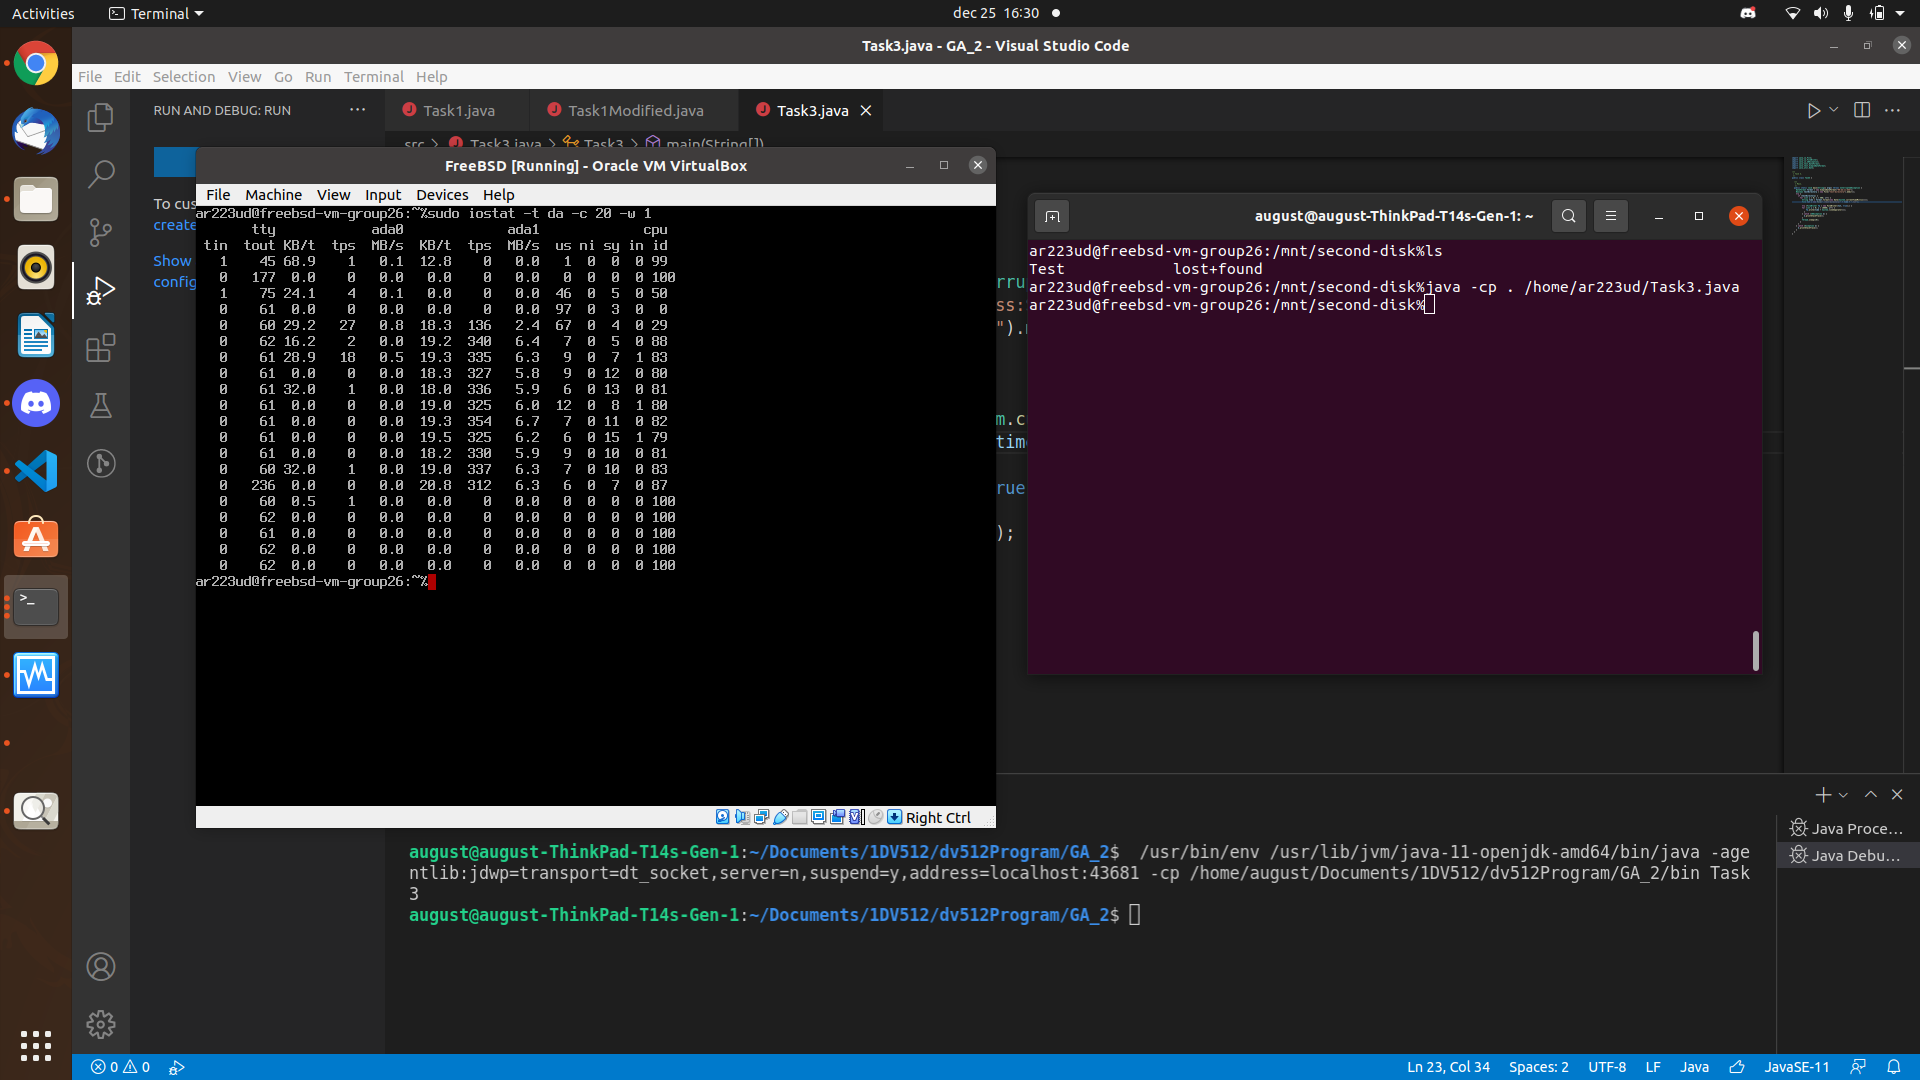 Activities
Terminal
dec 25 16:30
Task3.java - GA_2 - Visual Studio Code
File Edit Selection View Go Run Terminal Help
RUN AND DEBUG: RUN
Task1.java
Task1Modified.java
Task3.java
src > Task3.java > Task3 > main(String[])
To cus
create
Show
config
FreeBSD [Running] - Oracle VM VirtualBox
File Machine View Input Devices Help
ar223ud@freebsd-vm-group26:~%sudo iostat -t da -c 20 -w 1
tty ada0 ada1 cpu
tin tout KB/t tps MB/s KB/t tps MB/s us ni sy in id
1 45 68.9 1 0.1 12.8 0 0.0 1 0 0 0 99
0 177 0.0 0 0.0 0.0 0 0.0 0 0 0 0 100
1 75 24.1 4 0.1 0.0 0 0.0 46 0 5 0 50
0 61 0.0 0 0.0 0.0 0 0.0 97 0 3 0 0
0 60 29.2 27 0.8 18.3 136 2.4 67 0 4 0 29
0 62 16.2 2 0.0 19.2 340 6.4 7 0 5 0 88
0 61 28.9 18 0.5 19.3 335 6.3 9 0 7 1 83
0 61 0.0 0 0.0 18.3 327 5.8 9 0 12 0 80
0 61 32.0 1 0.0 18.0 336 5.9 6 0 13 0 81
0 61 0.0 0 0.0 19.0 325 6.0 12 0 8 1 80
0 61 0.0 0 0.0 19.3 354 6.7 7 0 11 0 82
0 61 0.0 0 0.0 19.5 325 6.2 6 0 15 1 79
0 61 0.0 0 0.0 18.2 330 5.9 9 0 10 0 81
0 60 32.0 1 0.0 19.0 337 6.3 7 0 10 0 83
0 236 0.0 0 0.0 20.8 312 6.3 6 0 7 0 87
0 60 0.5 1 0.0 0.0 0 0.0 0 0 0 0 100
0 62 0.0 0 0.0 0.0 0 0.0 0 0 0 0 100
0 61 0.0 0 0.0 0.0 0 0.0 0 0 0 0 100
0 62 0.0 0 0.0 0.0 0 0.0 0 0 0 0 100
0 62 0.0 0 0.0 0.0 0 0.0 0 0 0 0 100
ar223ud@freebsd-vm-group26:~%
Right Ctrl
rru
ss:
").
m.c
tim
rue
);
august@august-ThinkPad-T14s-Gen-1: ~
ar223ud@freebsd-vm-group26:/mnt/second-disk%ls
Test lost+found
ar223ud@freebsd-vm-group26:/mnt/second-disk%java -cp . /home/ar223ud/Task3.java
ar223ud@freebsd-vm-group26:/mnt/second-disk%
Java Proce...
Java Debu...
august@august-ThinkPad-T14s-Gen-1:~/Documents/1DV512/dv512Program/GA_2$ /usr/bin/env /usr/lib/jvm/java-11-openjdk-amd64/bin/java -age
ntlib:jdwp=transport=dt_socket,server=n,suspend=y,address=localhost:43681 -cp /home/august/Documents/1DV512/dv512Program/GA_2/bin Task
3
august@august-ThinkPad-T14s-Gen-1:~/Documents/1DV512/dv512Program/GA_2$
0 0
Ln 23, Col 34 Spaces: 2 UTF-8 LF Java JavaSE-11